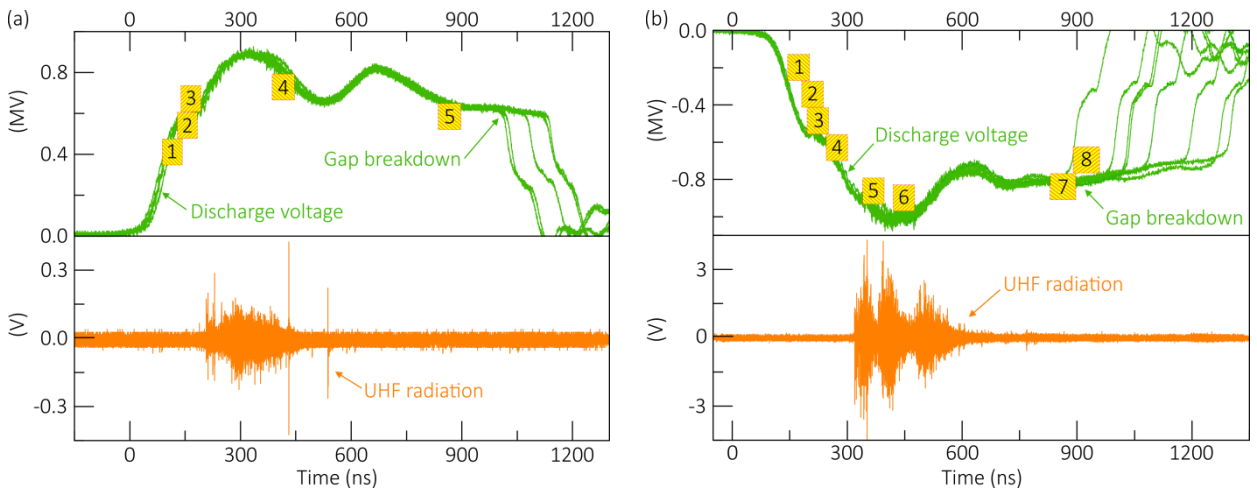 (a)
0 300 600 900 1200
(MV)
0.8
0.4
0.0
1
2
3
4
5
Gap breakdown
Discharge voltage
(V)
0.3
0.0
-0.3
UHF radiation
0 300 600 900 1200
Time (ns)
(b)
0 300 600 900 1200
(MV)
0.0
-0.4
-0.8
1
2
3
4
5
6
7
8
Discharge voltage
Gap breakdown
(V)
3
0
-3
UHF radiation
0 300 600 900 1200
Time (ns)